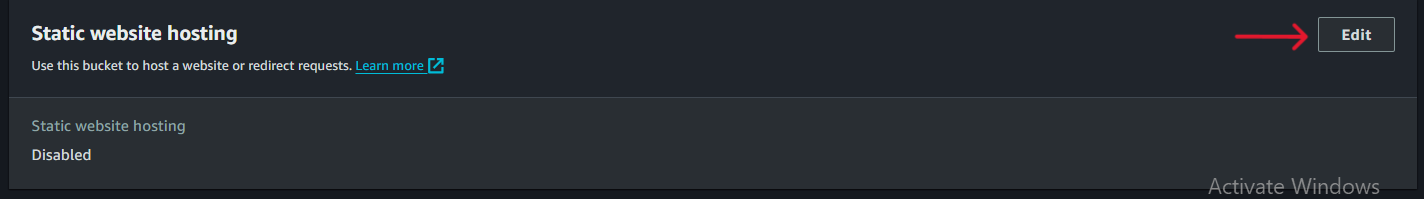 Static website hosting
Edit
Use this bucket to host a website or redirect requests. Learn more
Static website hosting
Disabled
Activate Windows